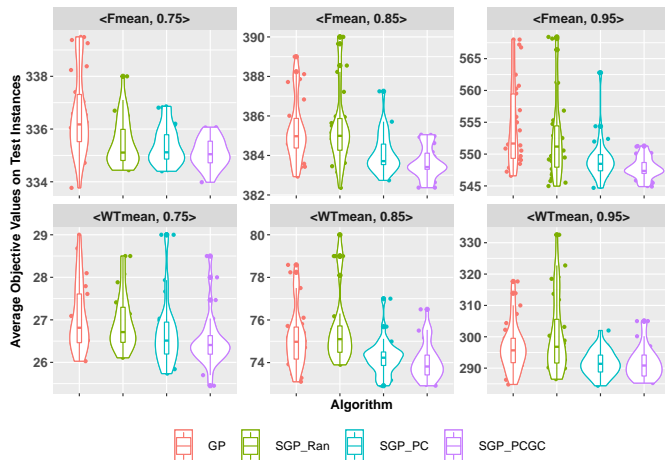 <Fmean, 0.75>
<Fmean, 0.85>
<Fmean, 0.95>
338
336
334
390
388
386
384
382
565
560
555
550
545
<WTmean, 0.75>
<WTmean, 0.85>
<WTmean, 0.95>
29
28
27
26
80
78
76
74
330
320
310
300
290
Average Objective Values on Test Instances
Algorithm
GP SGP_Ran SGP_PC SGP_PCGC